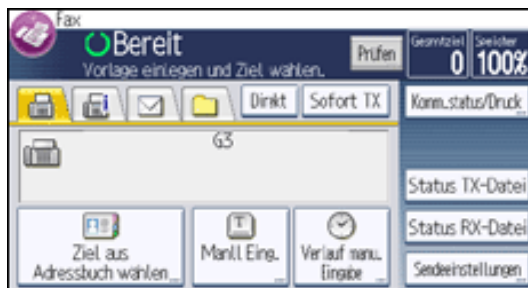 Fax
Bereit
Vorlage einlegen und Ziel wählen.
Prüfen
Gesamtziel
0
Speicher
100%
Direkt
Sofort TX
Komm.status/Druck
G3
Status TX-Datei
Status RX-Datei
Sendeeinstellungen
Ziel aus
Adressbuch wählen
Manll Eing.
Verlauf manu.
Eingabe